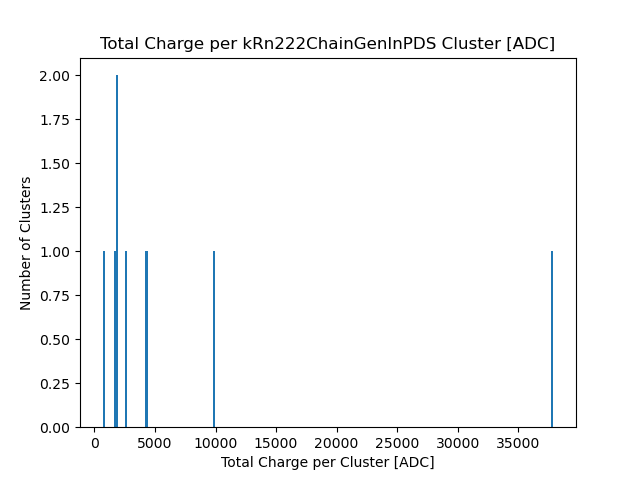 Total Charge per kRn222ChainGenInPDS Cluster [ADC]
2.00
1.75
1.50
1.25
1.00
0.75
0.50
0.25
0.00
Number of Clusters
0 5000 10000 15000 20000 25000 30000 35000
Total Charge per Cluster [ADC]